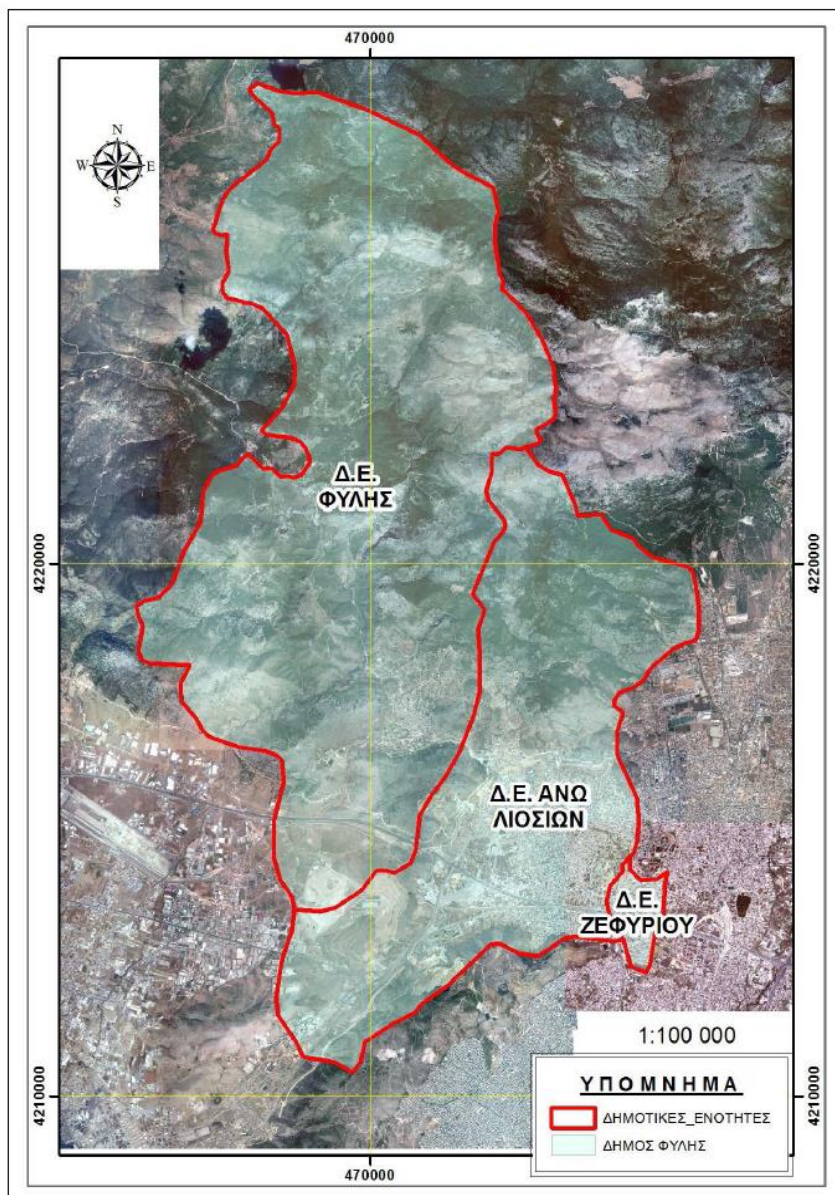 470000
N
W E
S
Δ.Ε.
ΦΥΛΗΣ
4220000
4220000
Δ.Ε. ΑΝΩ
ΛΙΟΣΙΩΝ
Δ.Ε.
ΖΕΦΥΡΙΟΥ
1:100 000
ΥΠΟΜΝΗΜΑ
ΔΗΜΟΤΙΚΕΣ_ΕΝΟΤΗΤΕΣ
ΔΗΜΟΣ ΦΥΛΗΣ
4210000
4210000
470000